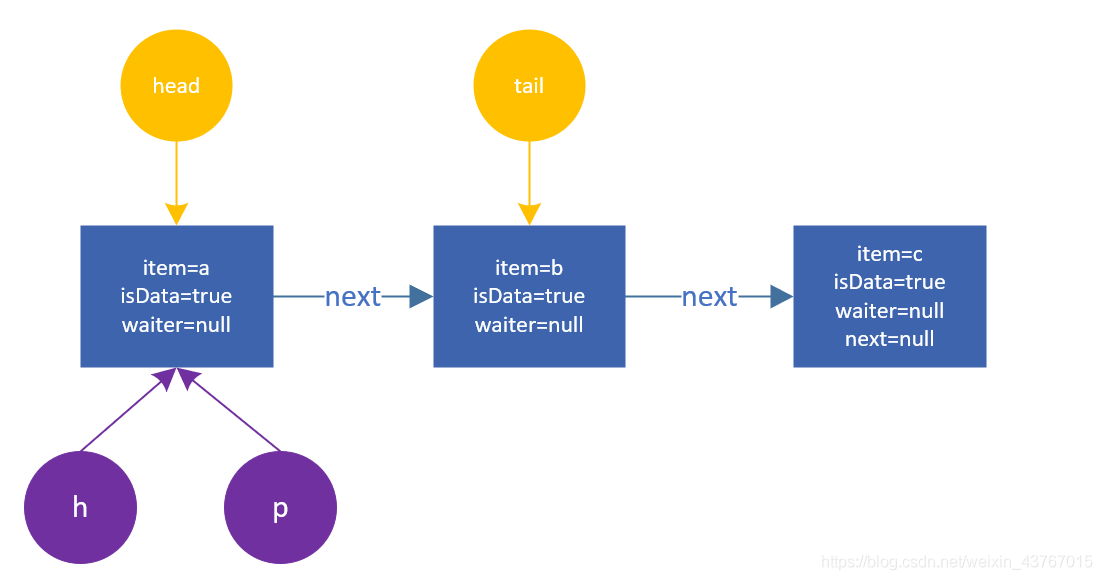 head
tail
item=a
isData=true
waiter=null
next
item=b
isData=true
waiter=null
next
item=c
isData=true
waiter=null
next=null
h
p
https://blog.csdn.net/weixin_43767015